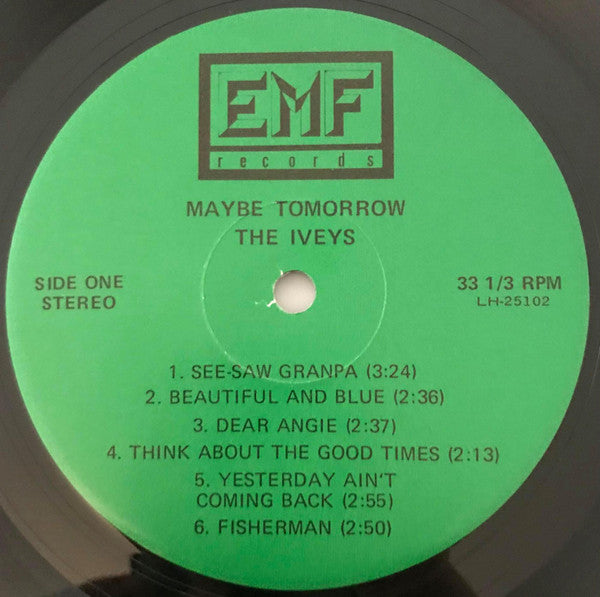 EMF
records
MAYBE TOMORROW
THE IVEYS
SIDE ONE
STEREO
33 1/3 RPM
LH-25102
1. SEE-SAW GRANPA (3:24)
2. BEAUTIFUL AND BLUE (2:36)
3. DEAR ANGIE (2:37)
4. THINK ABOUT THE GOOD TIMES (2:13)
5. YESTERDAY AIN'T
COMING BACK (2:55)
6. FISHERMAN (2:50)